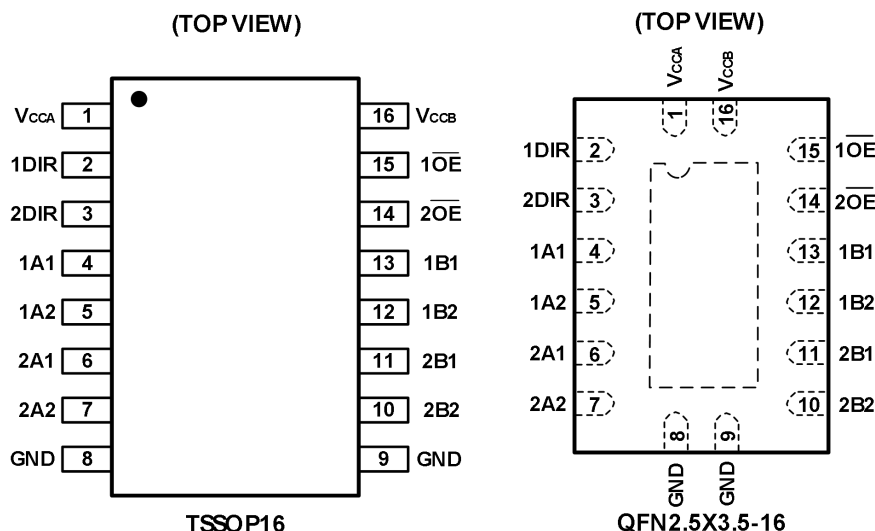 (TOP VIEW)
VCCA 1 16 VCCB
1DIR 2 15 1OE
2DIR 3 14 2OE
1A1 4 13 1B1
1A2 5 12 1B2
2A1 6 11 2B1
2A2 7 10 2B2
GND 8 9 GND
TSSOP16
(TOP VIEW)
VCCA VCCB
1 16
1DIR 2 15 1OE
2DIR 3 14 2OE
1A1 4 13 1B1
1A2 5 12 1B2
2A1 6 11 2B1
2A2 7 10 2B2
8 9
GND GND
QFN2.5X3.5-16